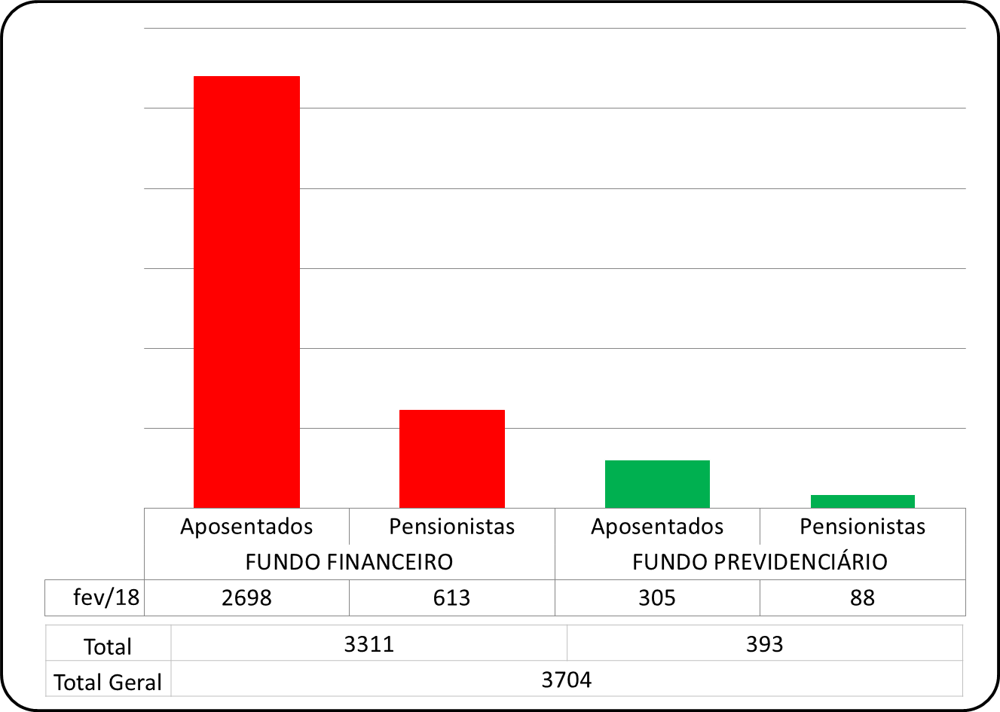 Aposentados Pensionistas Aposentados Pensionistas
FUNDO FINANCEIRO FUNDO PREVIDENCIÁRIO
fev/18 2698 613 305 88
Total 3311 393
Total Geral 3704